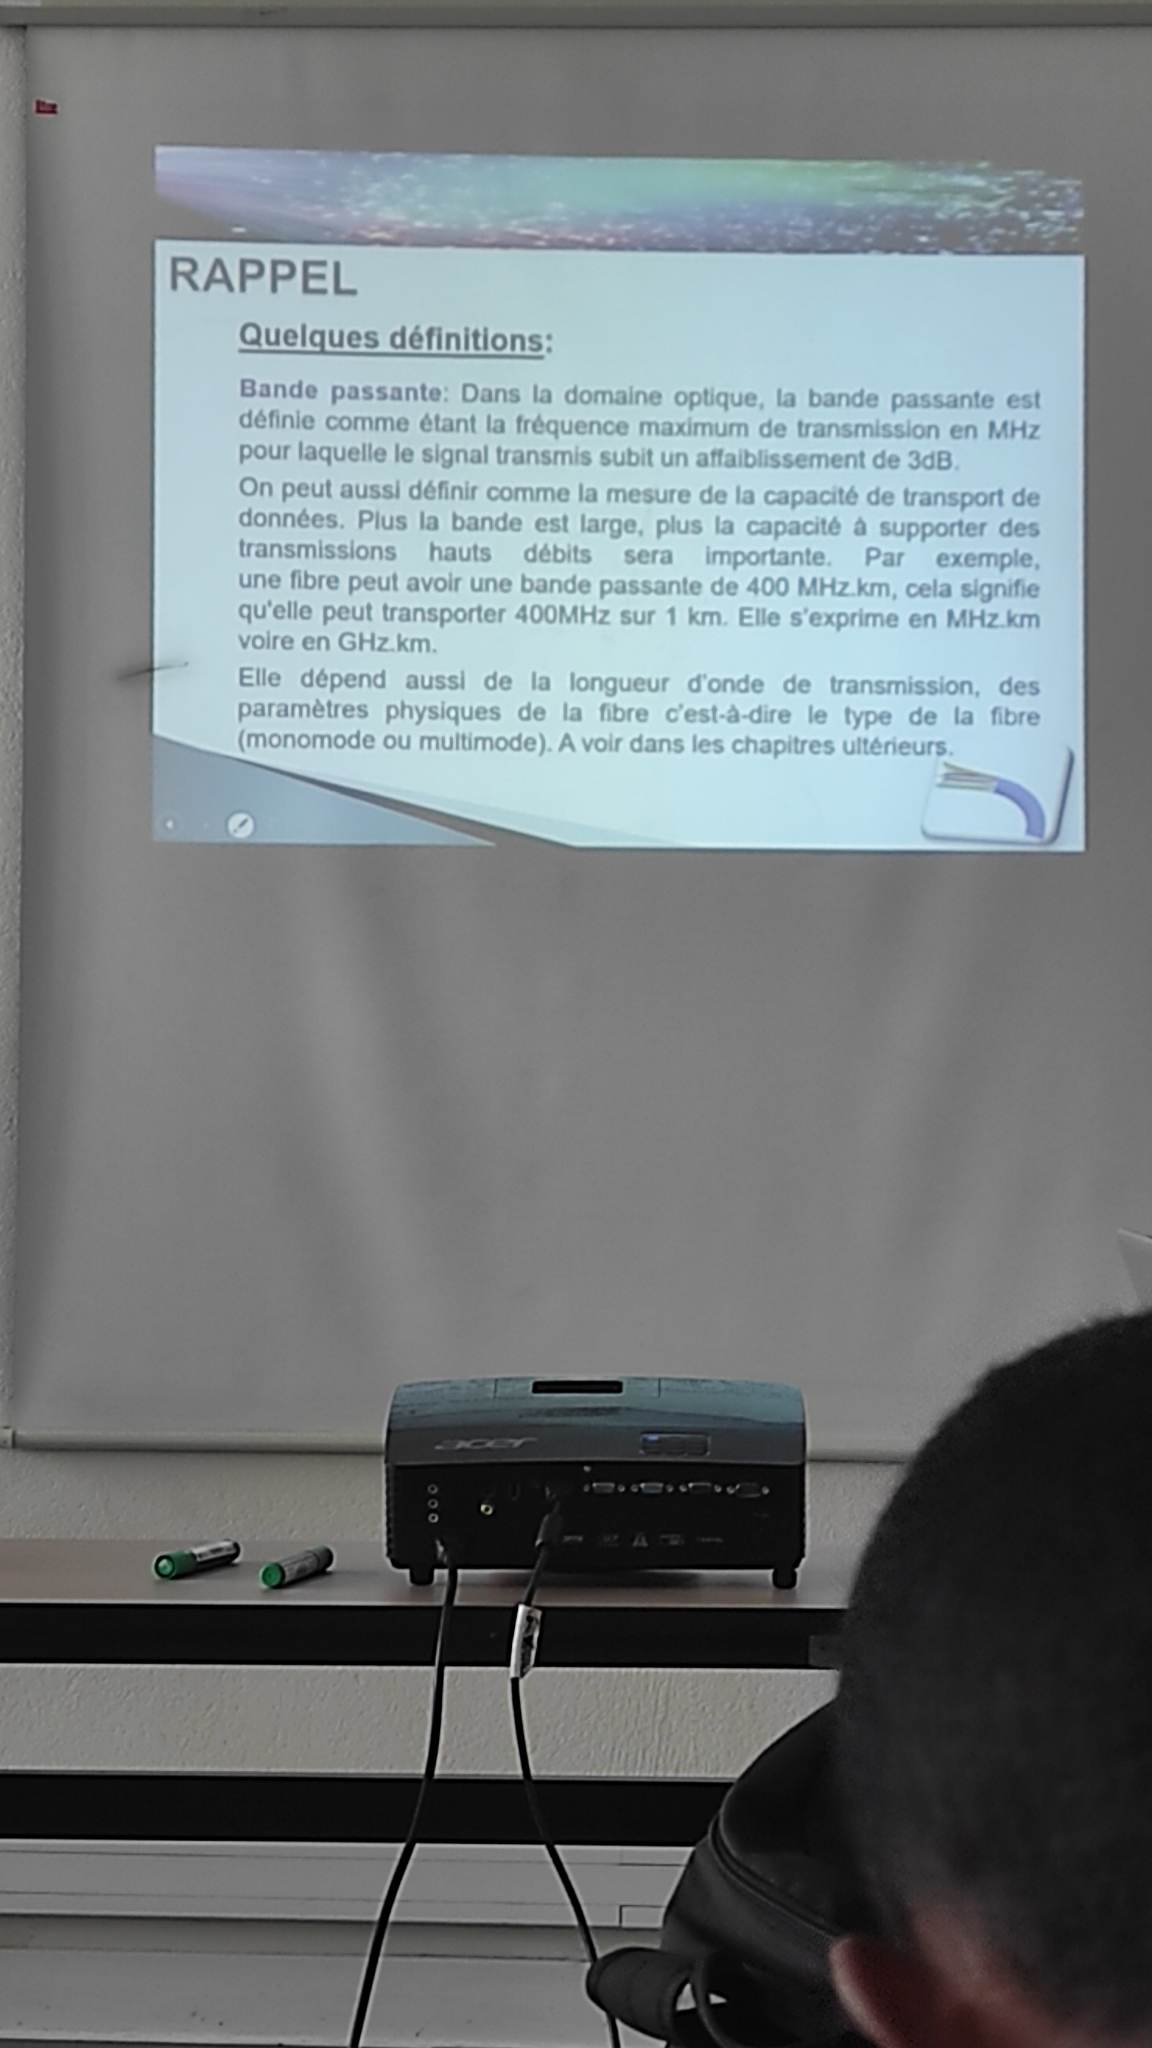 RAPPEL
Quelques définitions:
Bande passante: Dans la domaine optique, la bande passante est
définie comme étant la fréquence maximum de transmission en MHz
pour laquelle le signal transmis subit un affaiblissement de 3dB.
On peut aussi définir comme la mesure de la capacité de transport de
données. Plus la bande est large, plus la capacité à supporter des
transmissions hauts débits sera importante. Par exemple,
une fibre peut avoir une bande passante de 400 MHz.km, cela signifie
qu'elle peut transporter 400MHz sur 1 km. Elle s'exprime en MHz.km
voire en GHz.km.
Elle dépend aussi de la longueur d'onde de transmission, des
paramètres physiques de la fibre c'est-à-dire le type de la fibre
(monomode ou multimode). A voir dans les chapitres ultérieurs.
acer